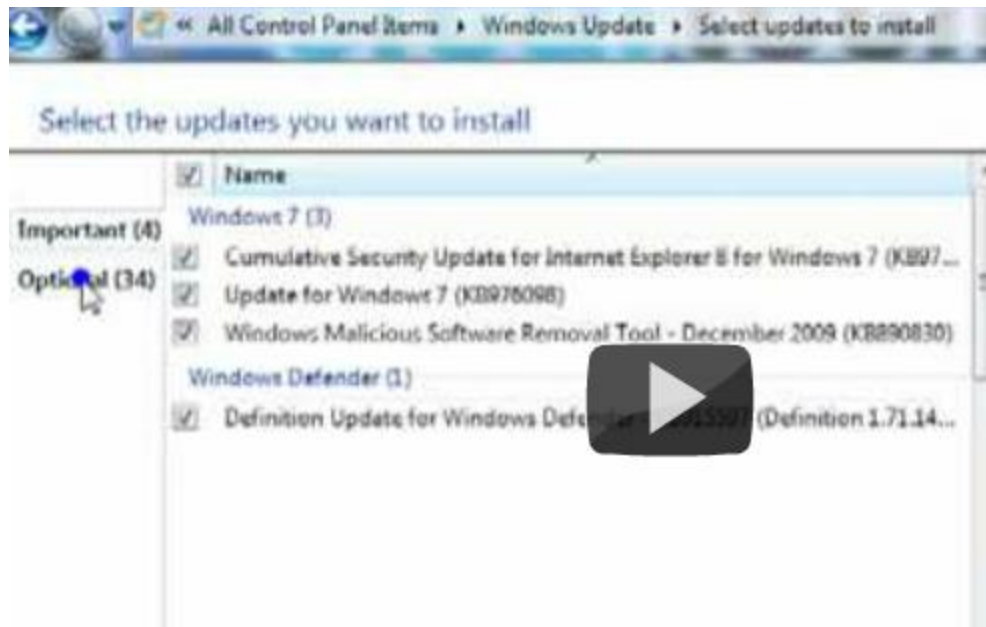 « All Control Panel Items ▸ Windows Update ▸ Select updates to install
Select the updates you want to install
Name
Important (4)
Optional (34)
Windows 7 (3)
Cumulative Security Update for Internet Explorer 8 for Windows 7 (KB97...
Update for Windows 7 (KB976098)
Windows Malicious Software Removal Tool - December 2009 (KB890830)
Windows Defender (1)
Definition Update for Windows Defender - (Definition 1.71.14...